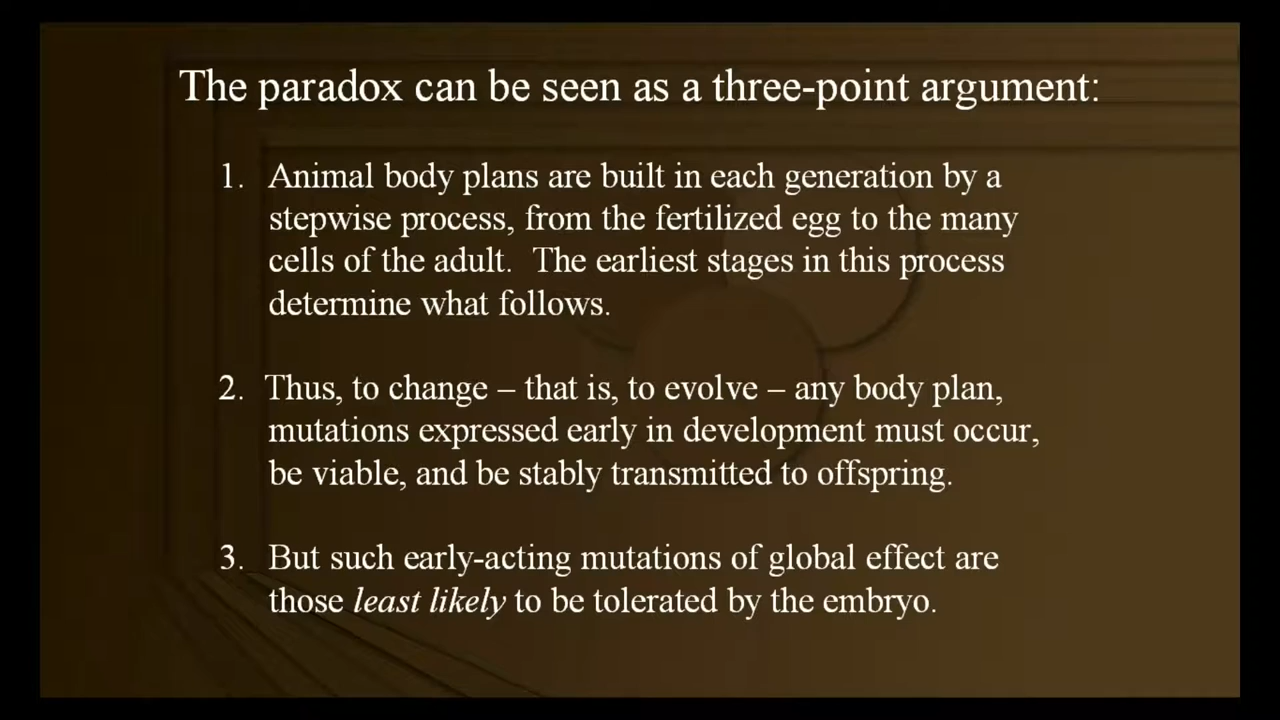 The paradox can be seen as a three-point argument:
1. Animal body plans are built in each generation by a
stepwise process, from the fertilized egg to the many
cells of the adult.  The earliest stages in this process
determine what follows.
2. Thus, to change – that is, to evolve – any body plan,
mutations expressed early in development must occur,
be viable, and be stably transmitted to offspring.
3. But such early-acting mutations of global effect are
those least likely to be tolerated by the embryo.